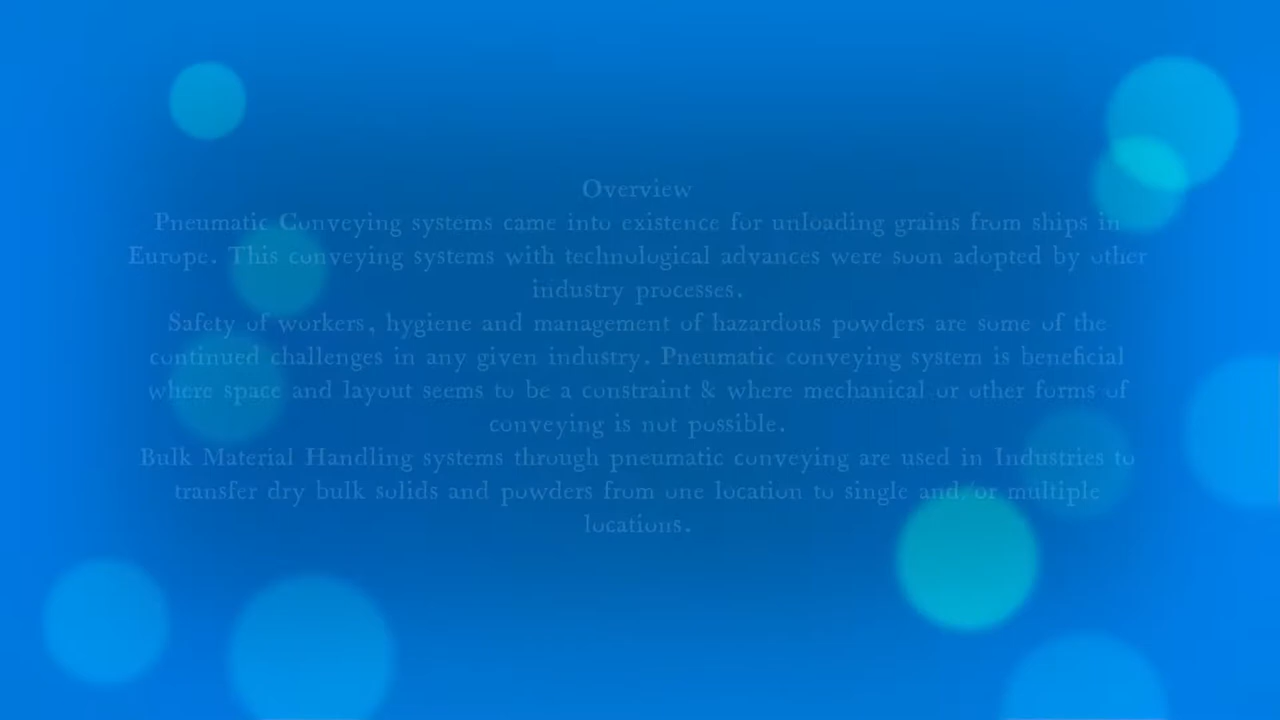 Overview
Pneumatic Conveying systems came into existence for unloading grains from ships in
Europe. This conveying systems with technological advances were soon adopted by other
industry processes.
Safety of workers, hygiene and management of hazardous powders are some of the
continued challenges in any given industry. Pneumatic conveying system is beneficial
where space and layout seems to be a constraint & where mechanical or other forms of
conveying is not possible.
Bulk Material Handling systems through pneumatic conveying are used in Industries to
transfer dry bulk solids and powders from one location to single and/or multiple
locations.